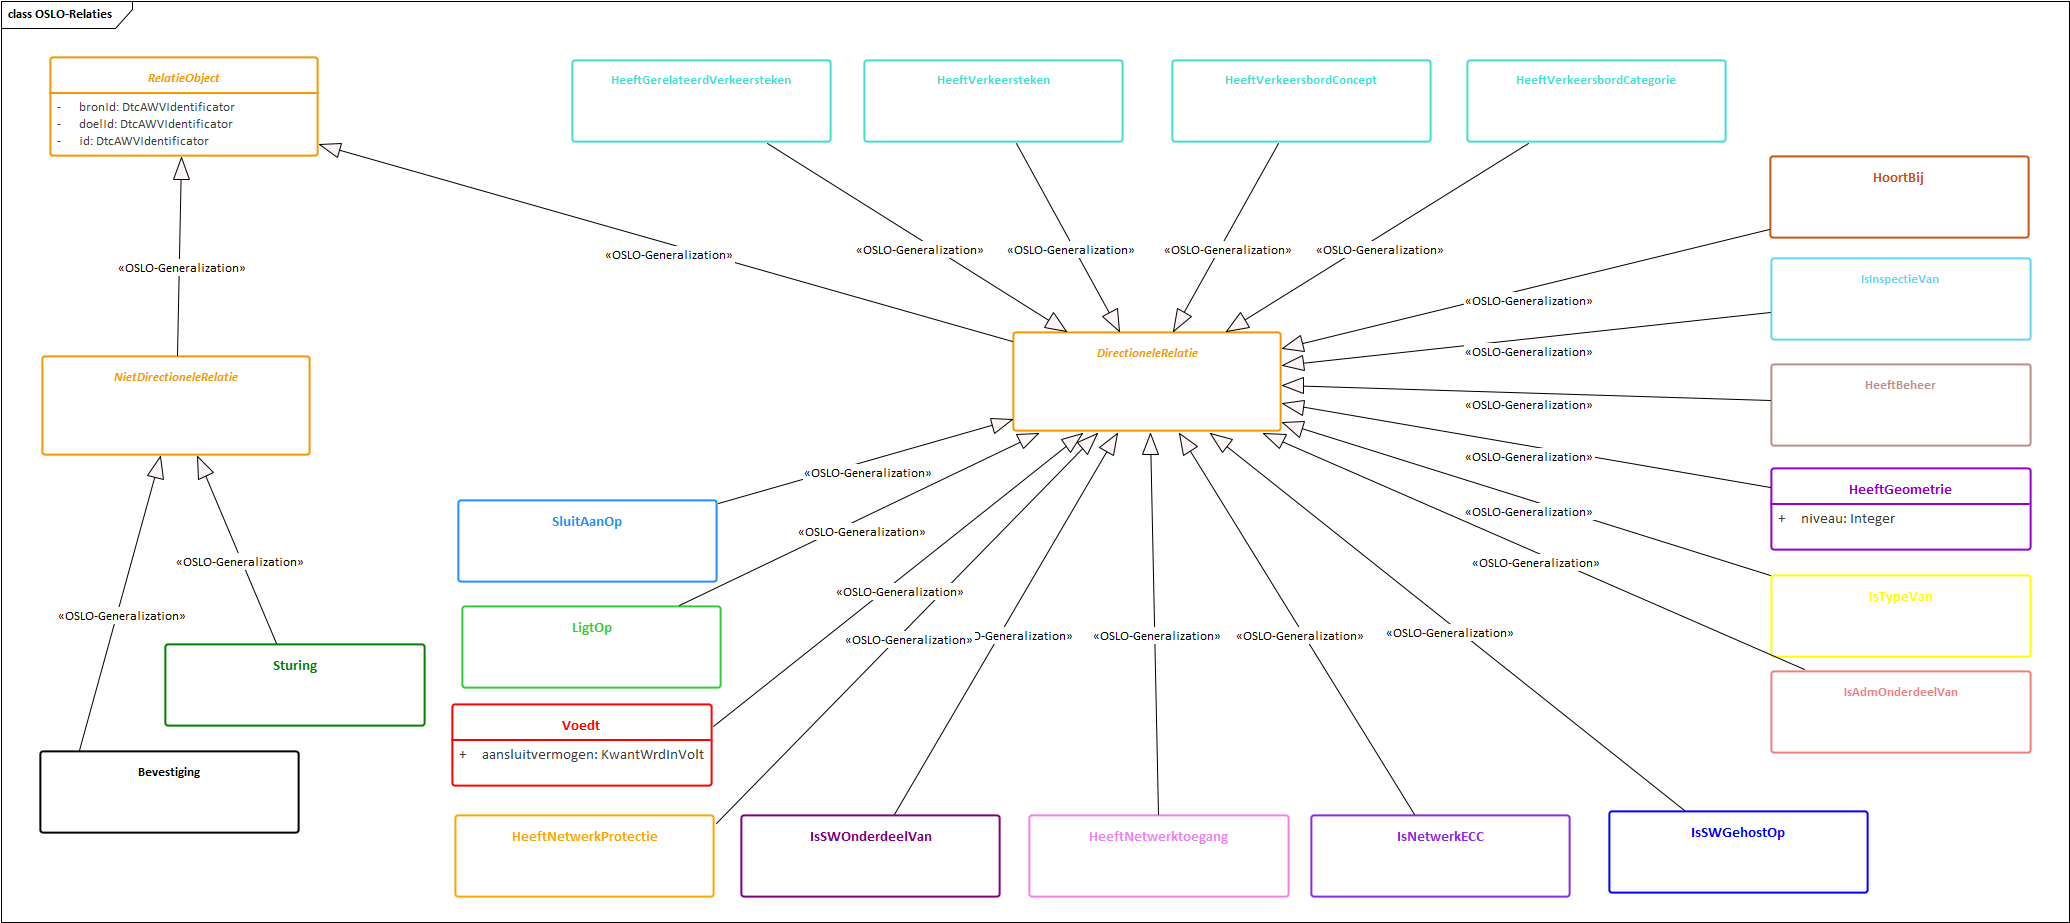 class OSLO-Relaties
RelatieObject
- bronId: DtcAWVIdentificator
- doelId: DtcAWVIdentificator
- id: DtcAWVIdentificator
HeeftGerelateerdVerkeersteken
HeeftVerkeersteken
HeeftVerkeersbordConcept
HeeftVerkeersbordCategorie
HoortBij
«OSLO-Generalization»
«OSLO-Generalization»
«OSLO-Generalization»
«OSLO-Generalization»
«OSLO-Generalization»
«OSLO-Generalization»
IsInspectieVan
«OSLO-Generalization»
«OSLO-Generalization»
DirectioneleRelatie
NietDirectioneleRelatie
HeeftBeheer
«OSLO-Generalization»
«OSLO-Generalization»
«OSLO-Generalization»
HeeftGeometrie
+ niveau: Integer
«OSLO-Generalization»
SluitAanOp
«OSLO-Generalization»
«OSLO-Generalization»
«OSLO-Generalization»
«OSLO-Generalization»
IsTypeVan
«OSLO-Generalization»
«OSLO-Generalization»
LigtOp
«OSLO-Generalization»
O-Generalization»
«OSLO-Generalization»
«OSLO-Generalization»
«OSLO-Generalization»
Sturing
IsAdmOnderdeelVan
Voedt
+ aansluitvermogen: KwantWrdInVolt
Bevestiging
HeeftNetwerkProtectie
IsSWOnderdeelVan
HeeftNetwerktoegang
IsNetwerkECC
IsSWGehostOp